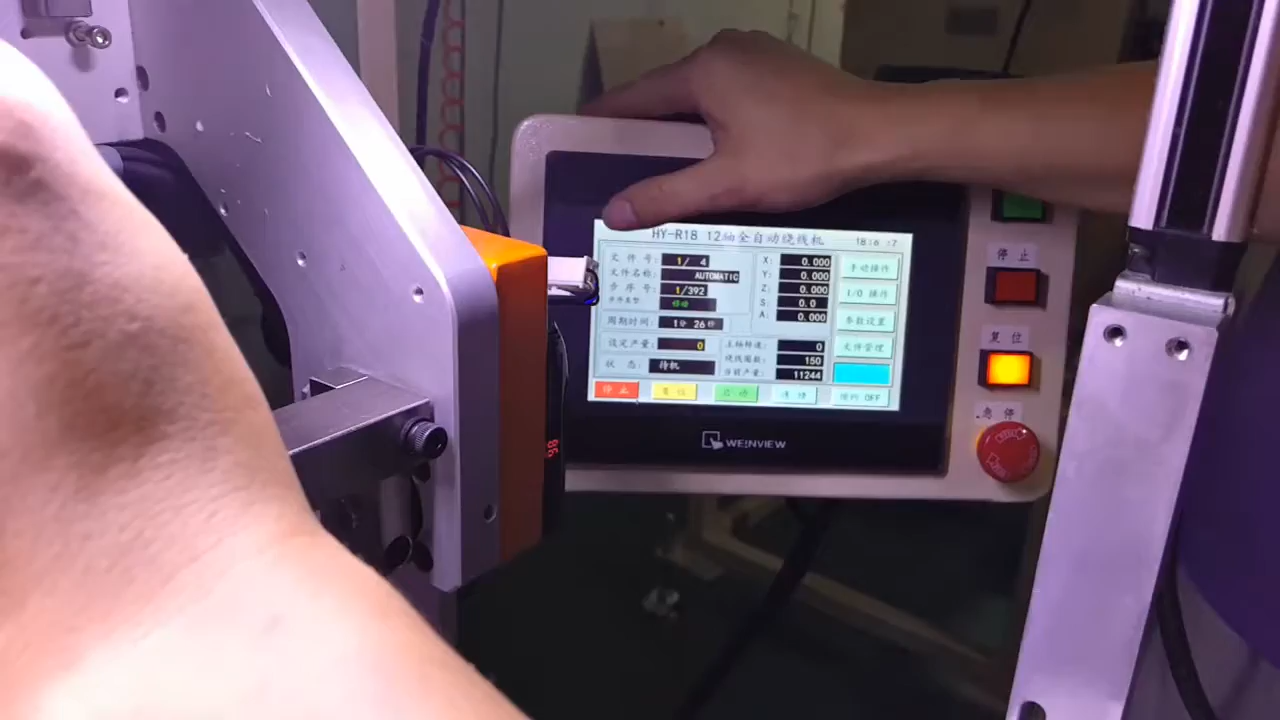 HY-R18 12轴全自动绕线机
文 件 号: 1/ 4
文件名称: AUTOMATIC
步 序 号: 1/392
移动
周期时间: 1分 26秒
设定产量: 0
状 态: 待机
X: 0.000
Y: 0.000
Z: 0.000
S: 0.0
A: 0.000
主轴转速: 0
绕线圈数: 150
当前产量: 11244
手动操作
I/O 操作
参数设置
文件管理
停 止
复 位
启 动
清 错
OFF
WEINVIEW
停 止
复 位
急 停